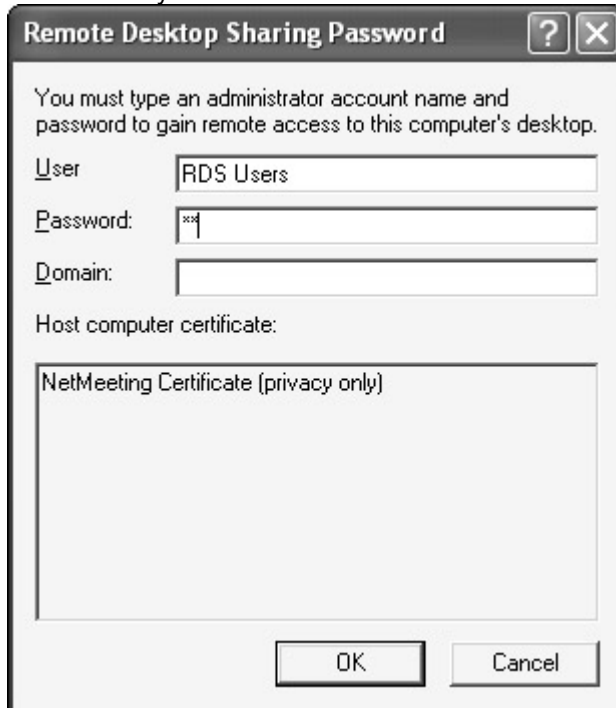 Remote Desktop Sharing Password
You must type an administrator account name and
password to gain remote access to this computer's desktop.
User
RDS Users
Password:
**
Domain:
Host computer certificate:
NetMeeting Certificate (privacy only)
OK
Cancel